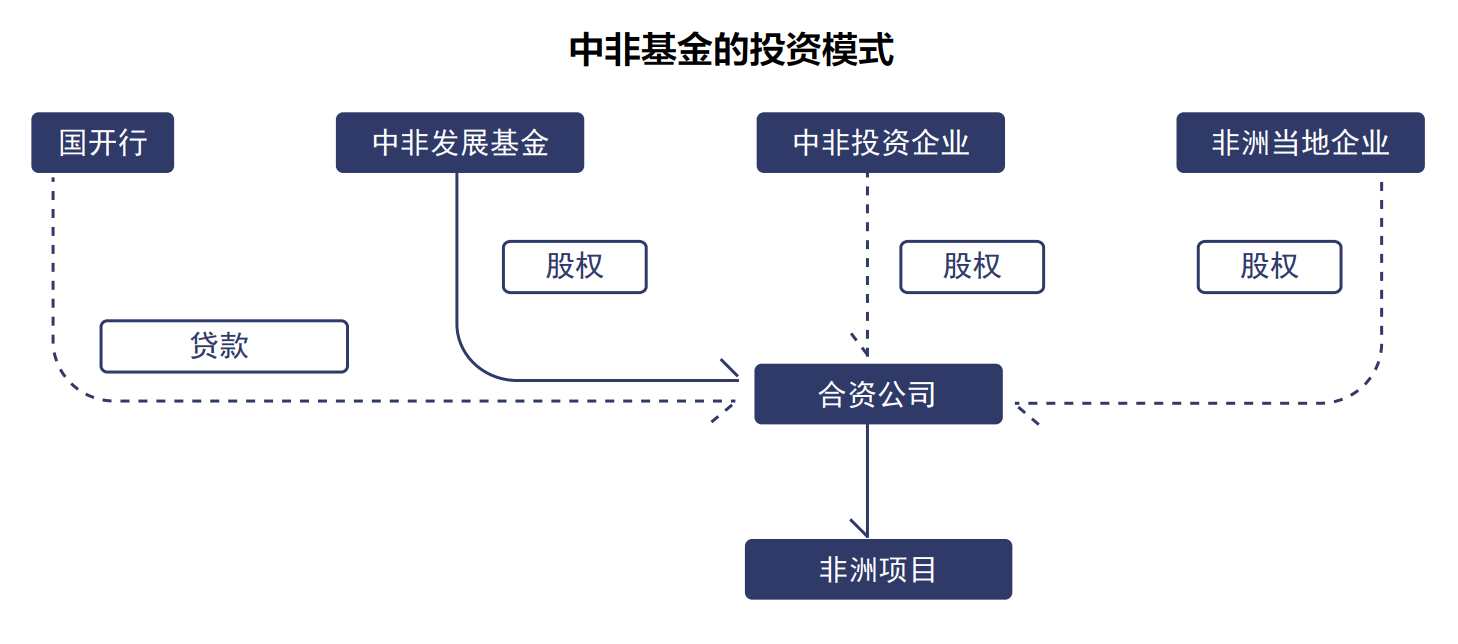 中非基金的投资模式
国开行
中非发展基金
中非投资企业
非洲当地企业
股权
股权
股权
贷款
合资公司
非洲项目